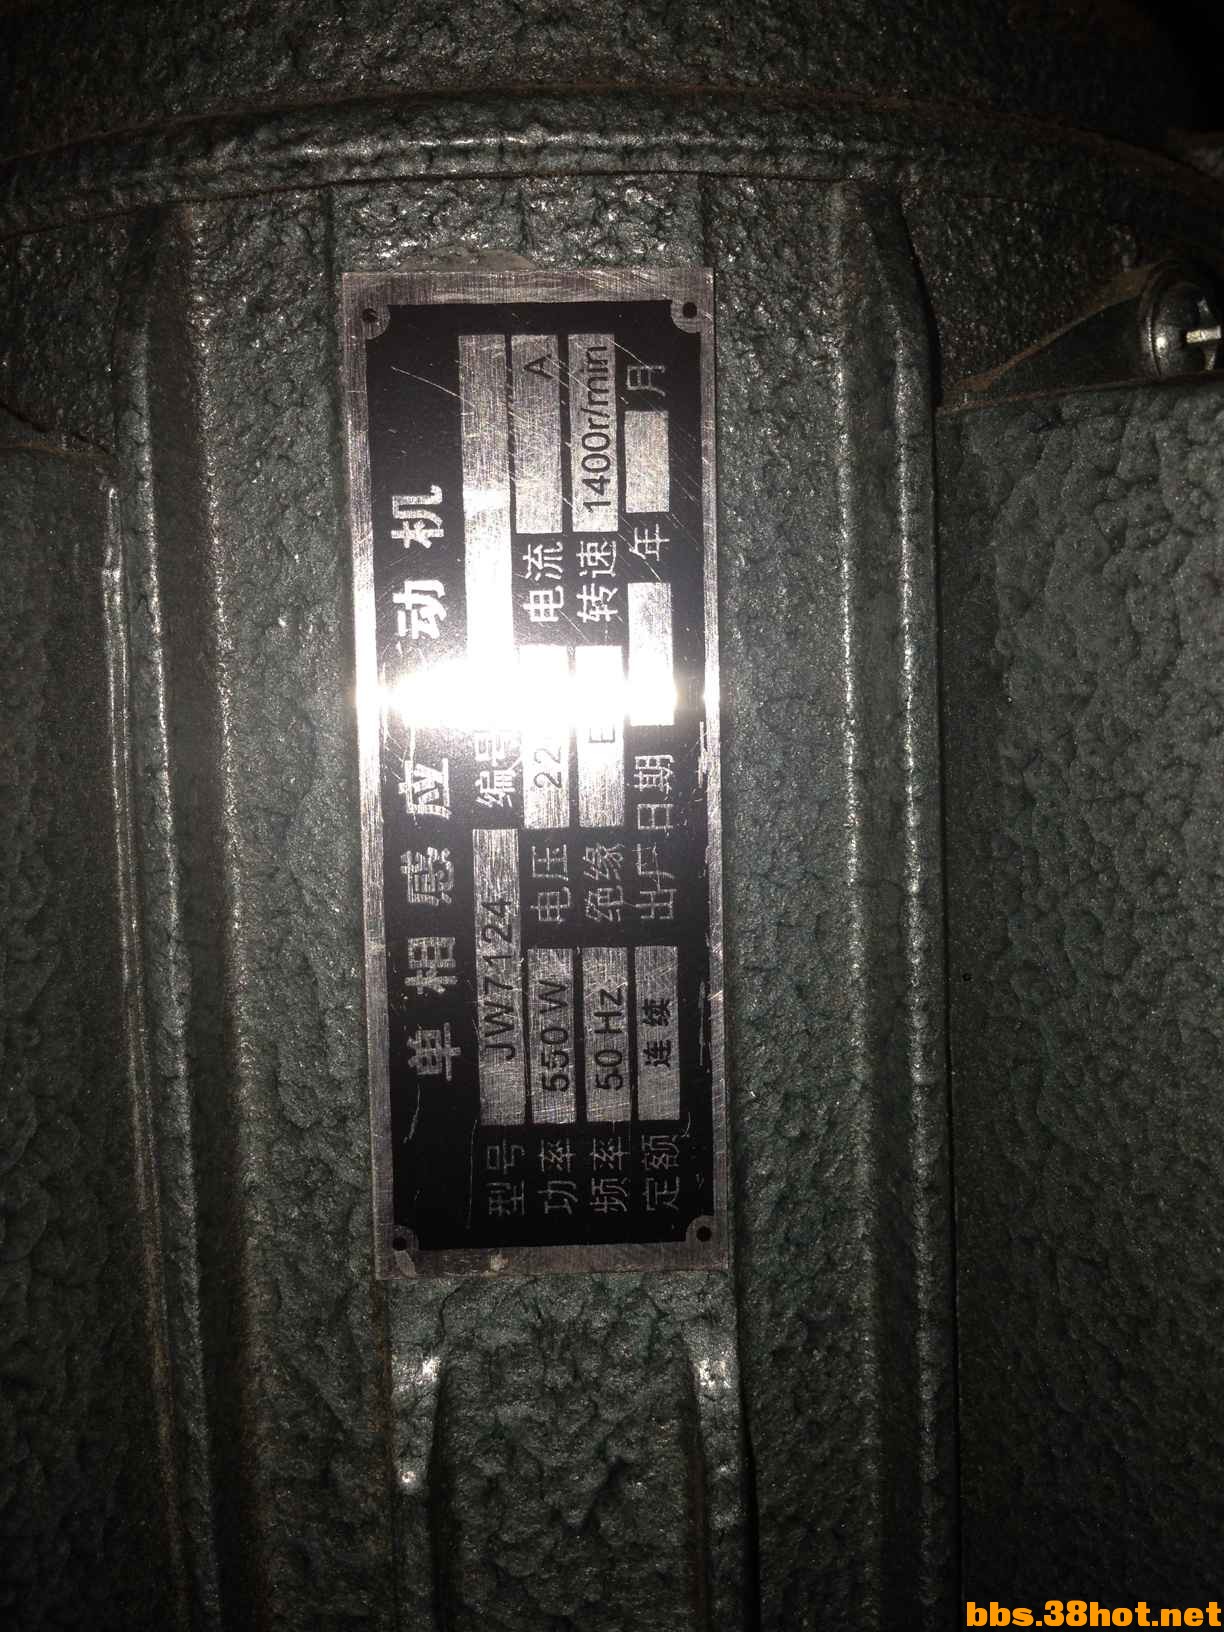 单相感应 动机
型号 JW7124 编号
功率 550W 电压 22 电流 A
频率 50Hz 绝缘 转速 1400r/min
定额 连续 出厂日期 年 月
bbs.38hot.net